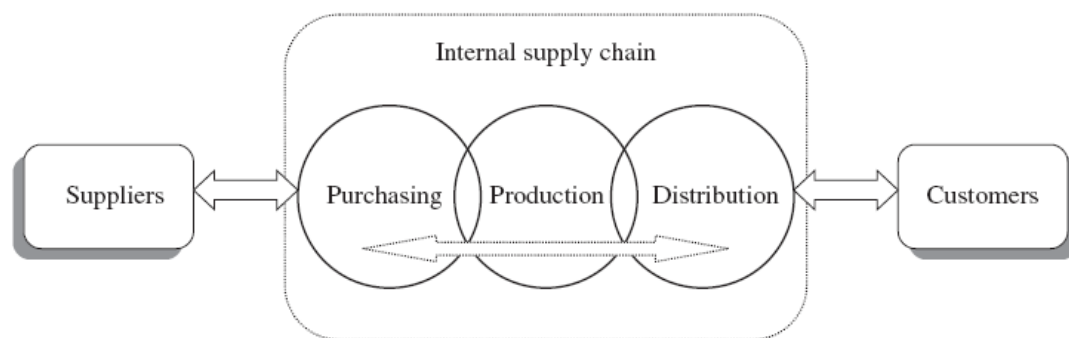 Internal supply chain
Suppliers
Purchasing
Production
Distribution
Customers